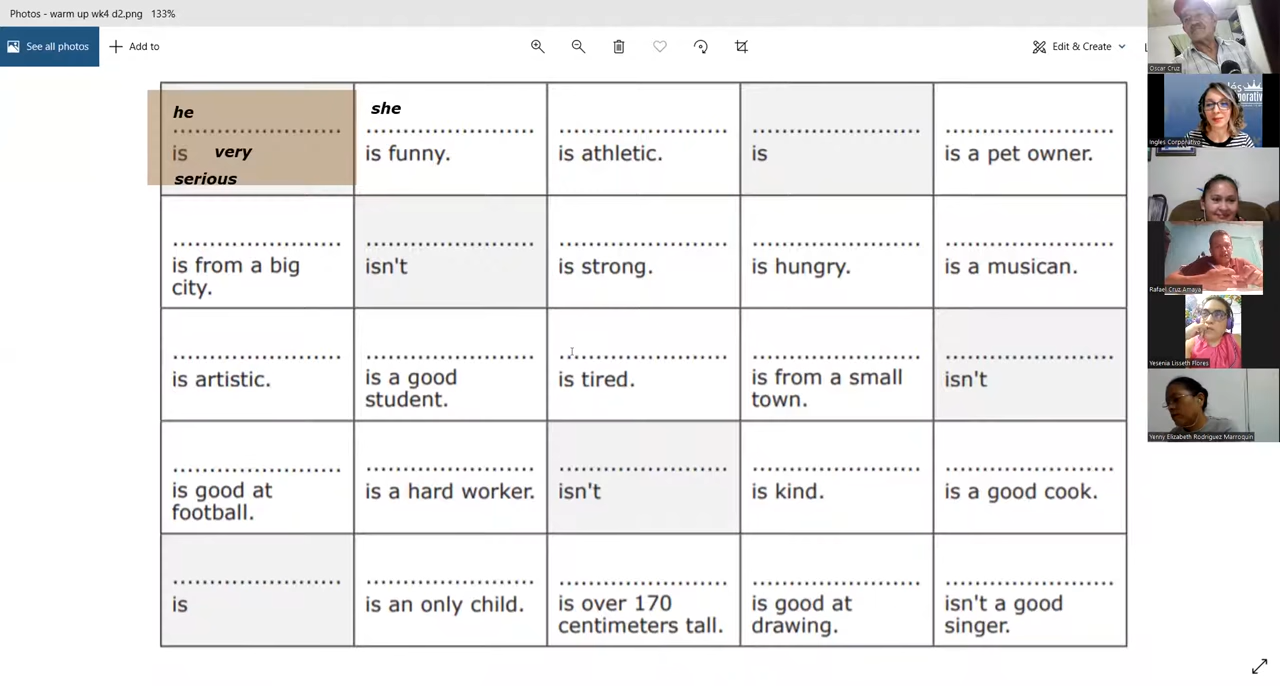 Photos - warm up wk4 d2.png 133%
See all photos
Add to
Edit & Create
Oscar Cruz
Ingles Corporativo
Rafael Cruz Amaya
Yesenia Lisseth Flores
Yenny Elizabeth Rodriguez Marroquin
he
........................
is very
serious
she
........................
is funny.
........................
is athletic.
........................
is
........................
is a pet owner.
........................
is from a big
city.
........................
isn't
........................
is strong.
........................
is hungry.
........................
is a musican.
........................
is artistic.
........................
is a good
student.
........................
is tired.
........................
is from a small
town.
........................
isn't
........................
is good at
football.
........................
is a hard worker.
........................
isn't
........................
is kind.
........................
is a good cook.
........................
is
........................
is an only child.
........................
is over 170
centimeters tall.
........................
is good at
drawing.
........................
isn't a good
singer.